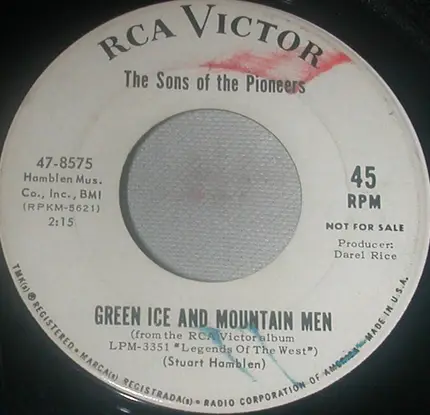 RCA VICTOR
The Sons of the Pioneers
47-8575
Hamblen Mus.
Co., Inc., BMI
(RPKM-5621)
2:15
45
RPM
NOT FOR SALE
Producer:
Darel Rice
GREEN ICE AND MOUNTAIN MEN
(from the RCA Victor album
LPM-3351 "Legends Of The West")
(Stuart Hamblen)
TMK(s) ® REGISTERED • MARCA(s) REGISTRADA(s) • RADIO CORPORATION OF AMERICA • MADE IN U.S.A.